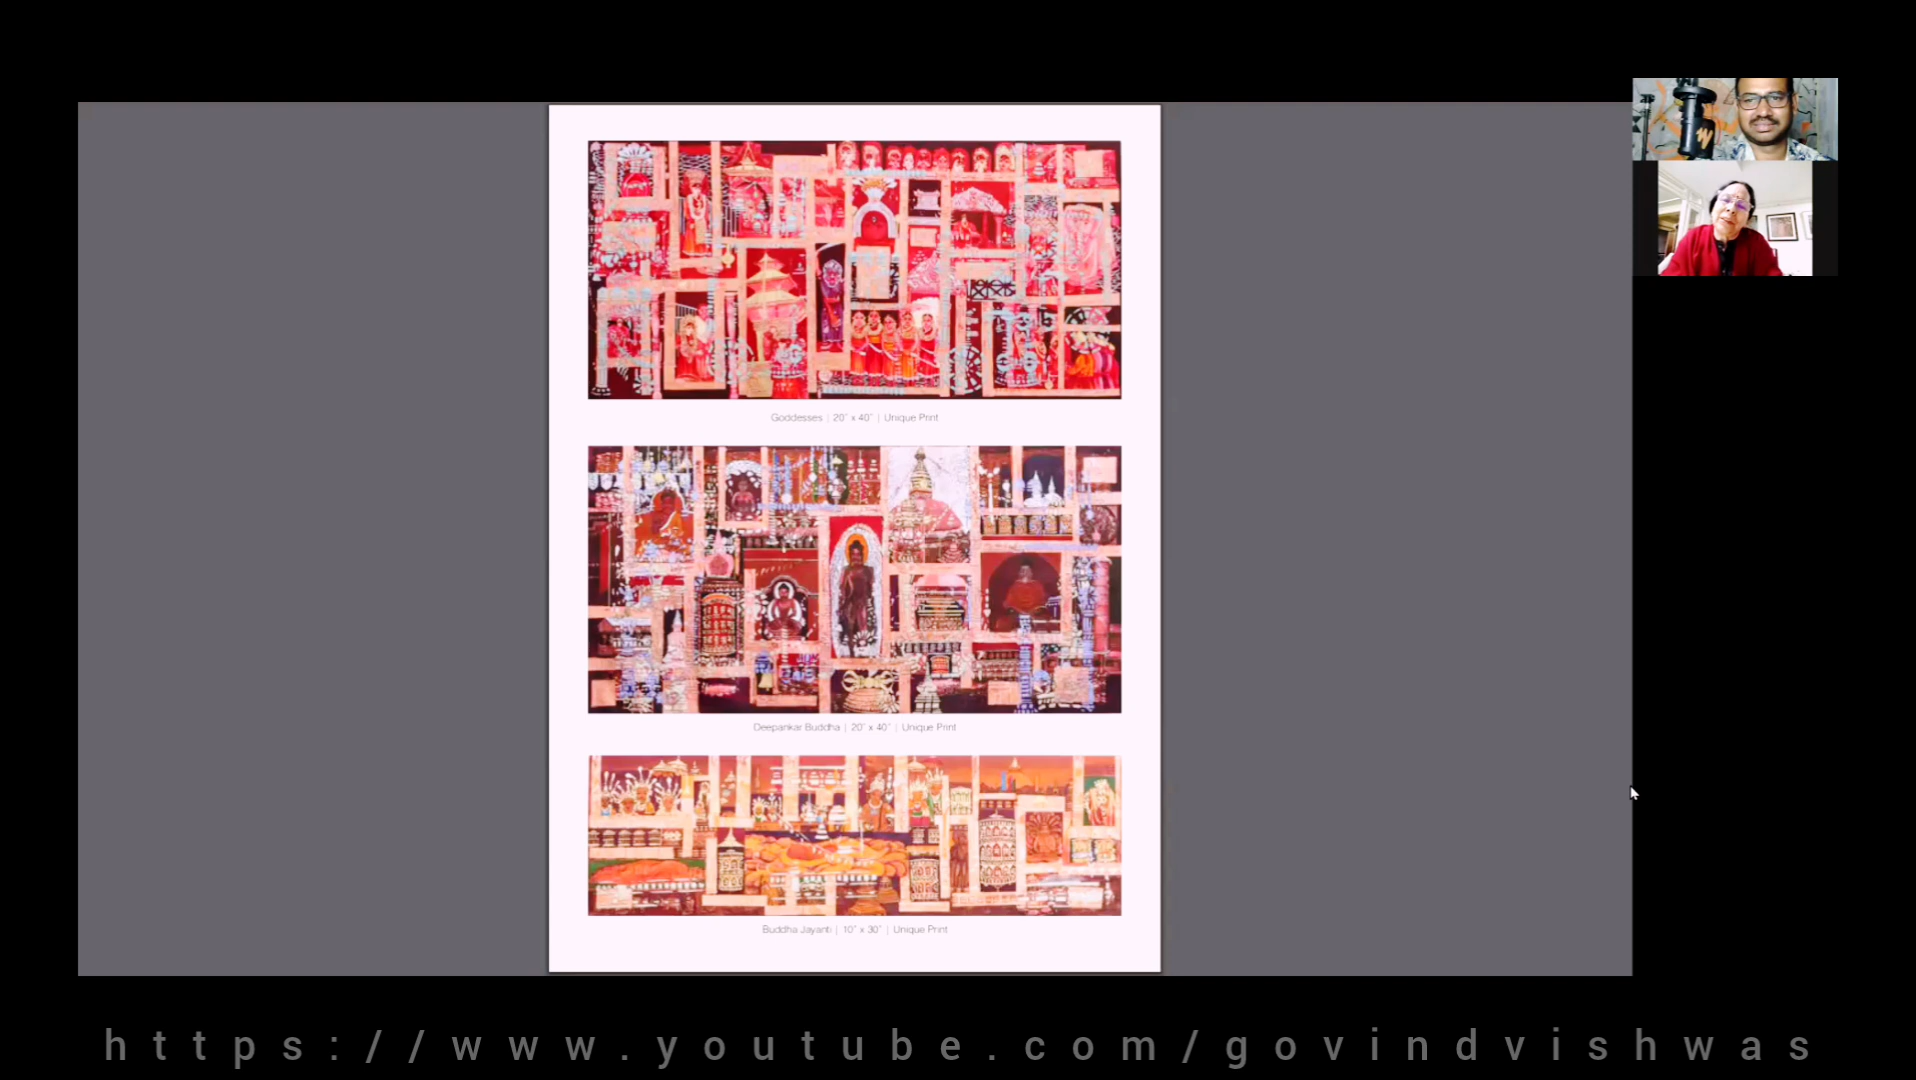 Goddesses | 20" x 40" | Unique Print
Deepankar Buddha | 20" x 40" | Unique Print
Buddha Jayanti | 10" x 30" | Unique Print
https://www.youtube.com/govindvishwas